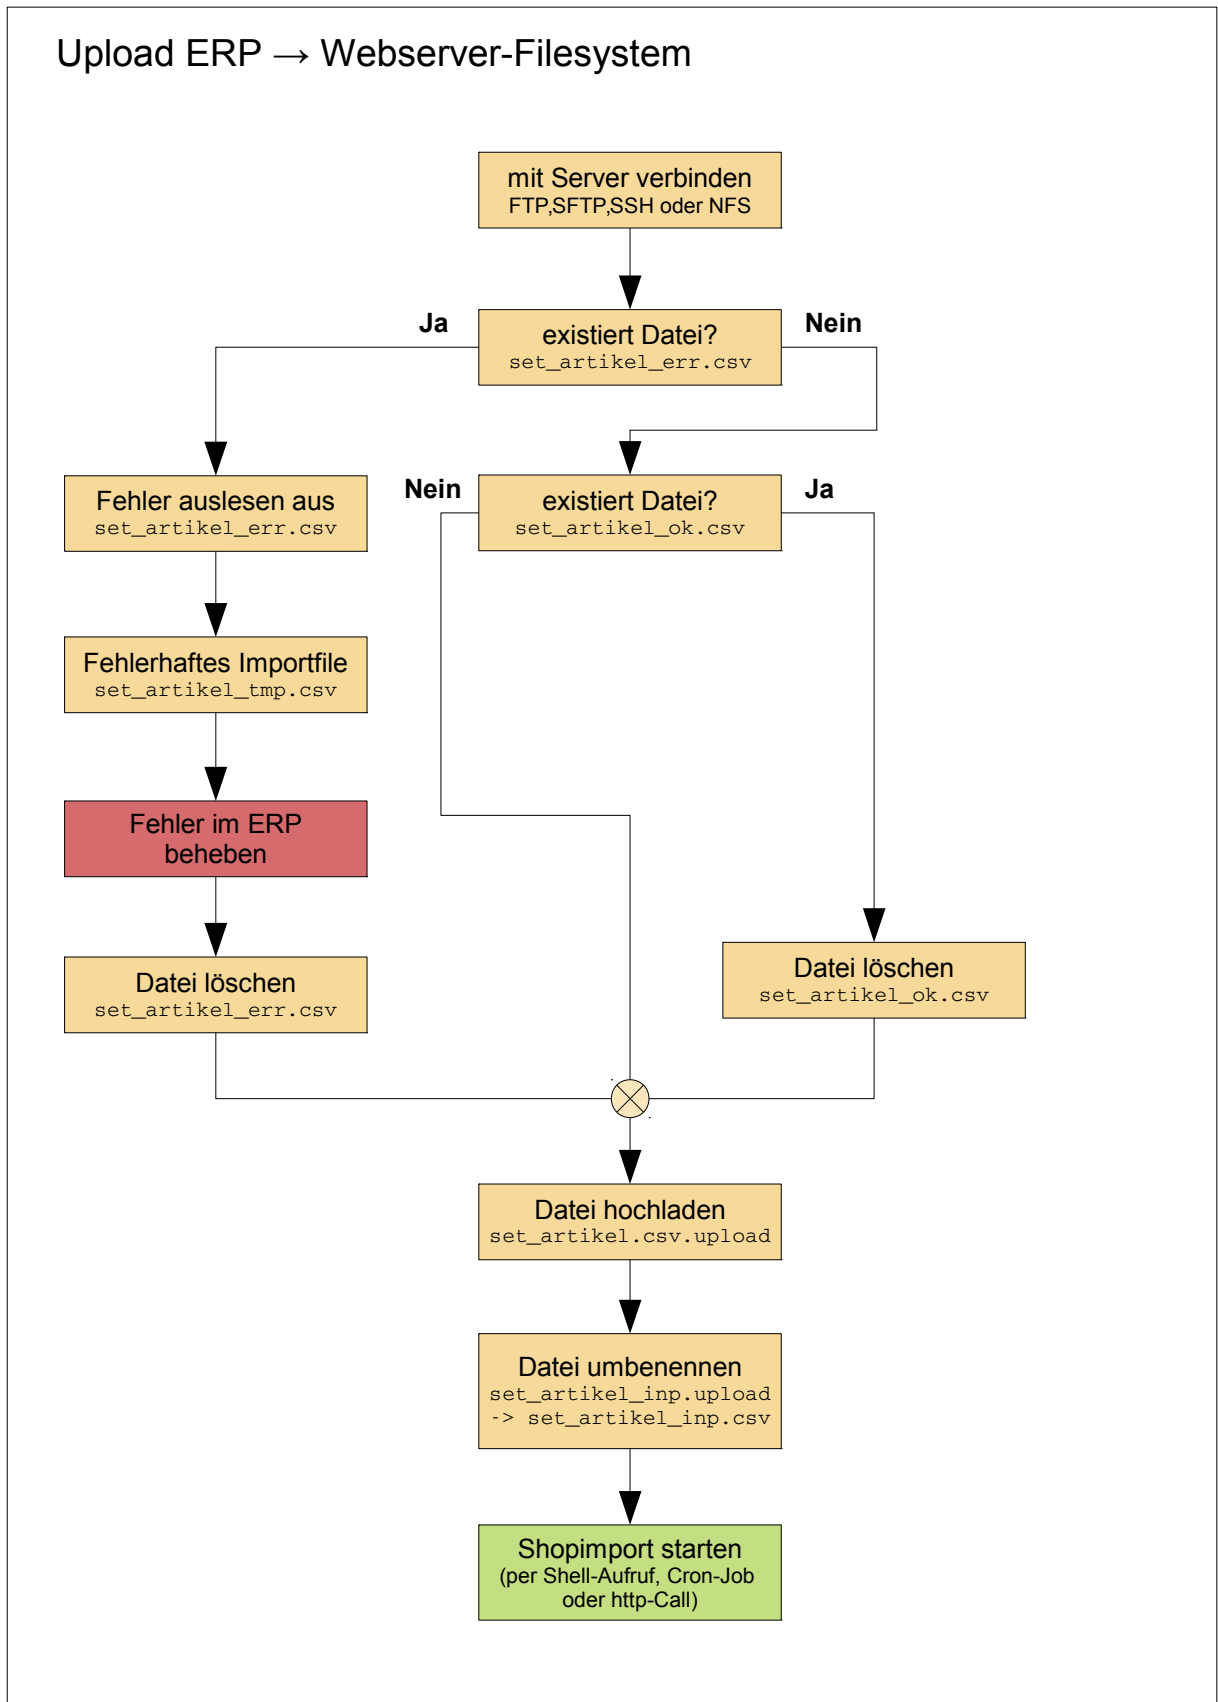 Upload ERP → Webserver-Filesystem
mit Server verbinden
FTP,SFTP,SSH oder NFS
Ja
existiert Datei?
set_artikel_err.csv
Nein
Fehler auslesen aus
set_artikel_err.csv
Nein
existiert Datei?
set_artikel_ok.csv
Ja
Fehlerhaftes Importfile
set_artikel_tmp.csv
Fehler im ERP
beheben
Datei löschen
set_artikel_err.csv
Datei löschen
set_artikel_ok.csv
Datei hochladen
set_artikel.csv.upload
Datei umbenennen
set_artikel_inp.upload
-> set_artikel_inp.csv
Shopimport starten
(per Shell-Aufruf, Cron-Job
oder http-Call)